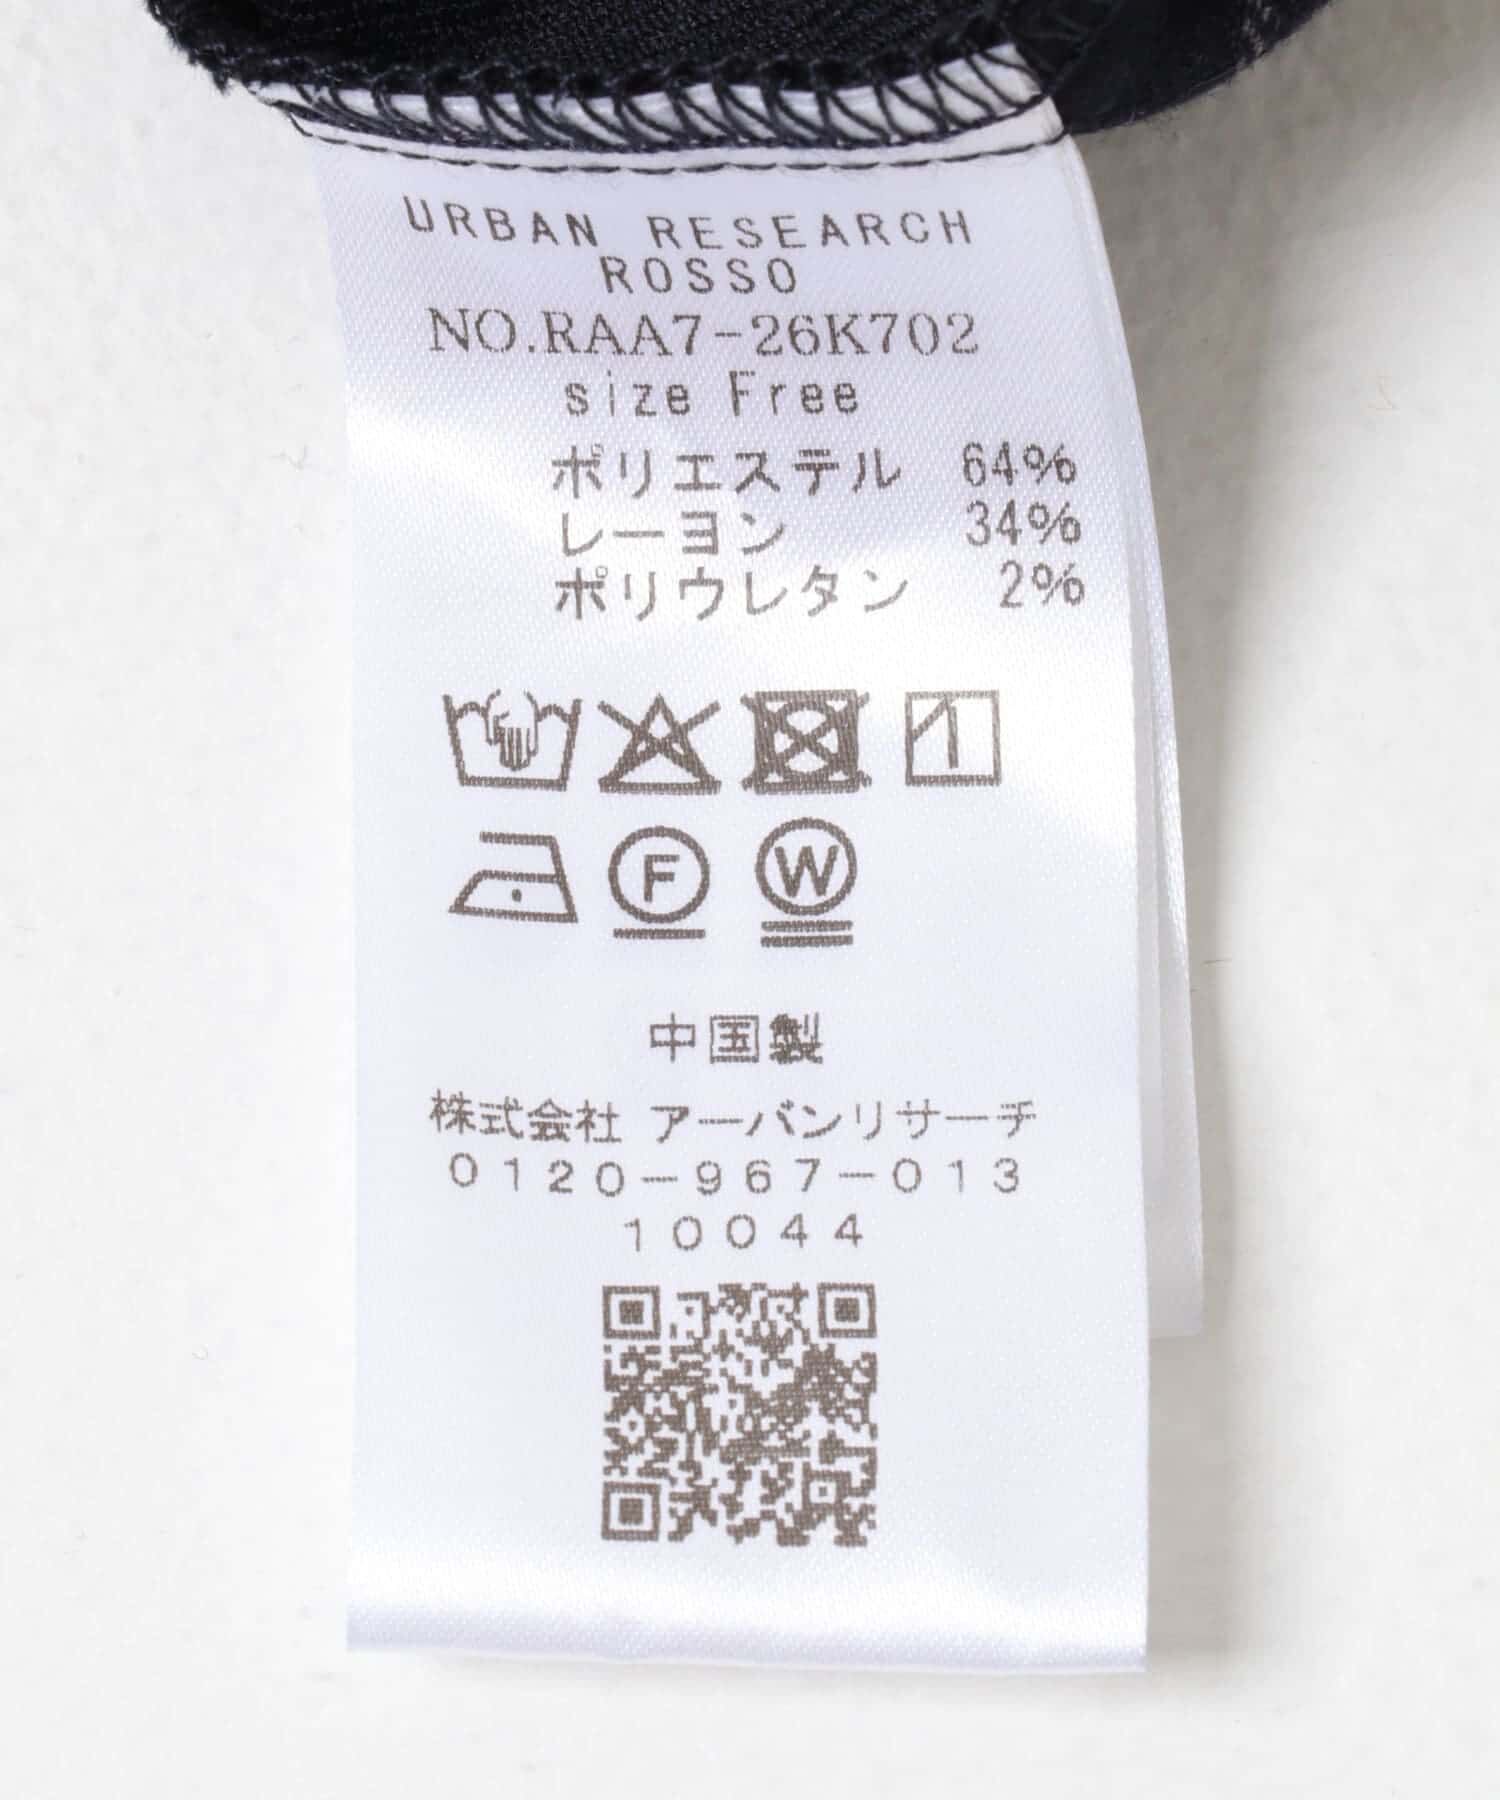 URBAN RESEARCH
ROSSO
NO.RAA7-26K702
size Free
ポリエステル 64%
レーヨン 34%
ポリウレタン 2%
F W
中国製
株式会社 アーバンリサーチ
0120-967-013
10044